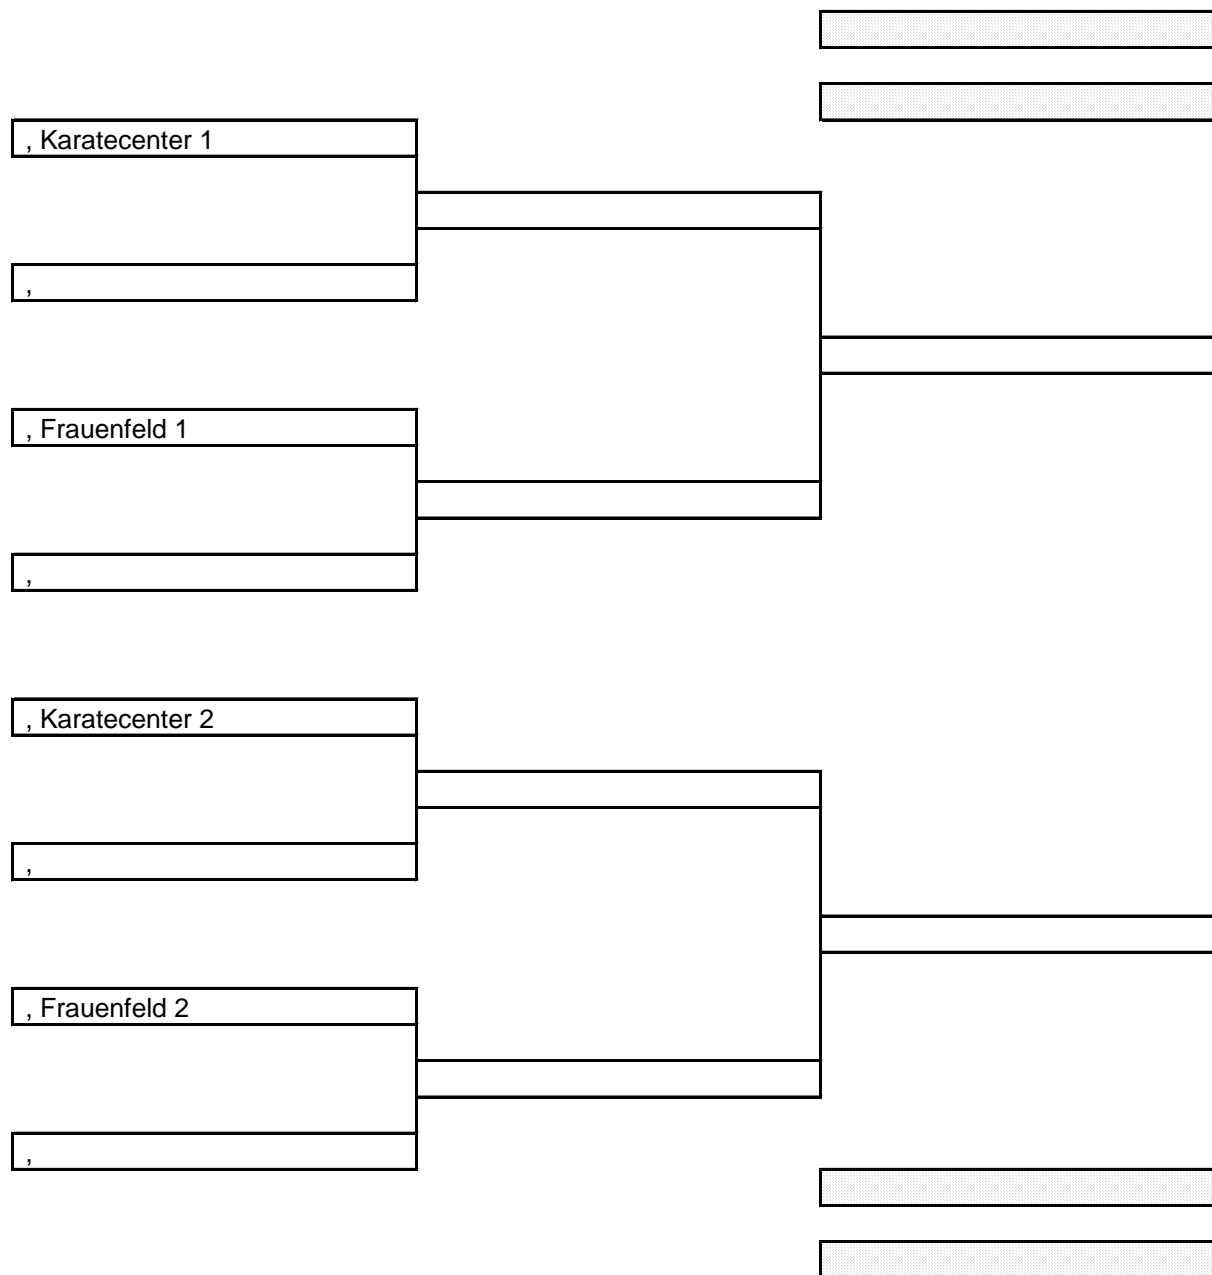 , Karatecenter 1
,
, Frauenfeld 1
,
, Karatecenter 2
,
, Frauenfeld 2
,